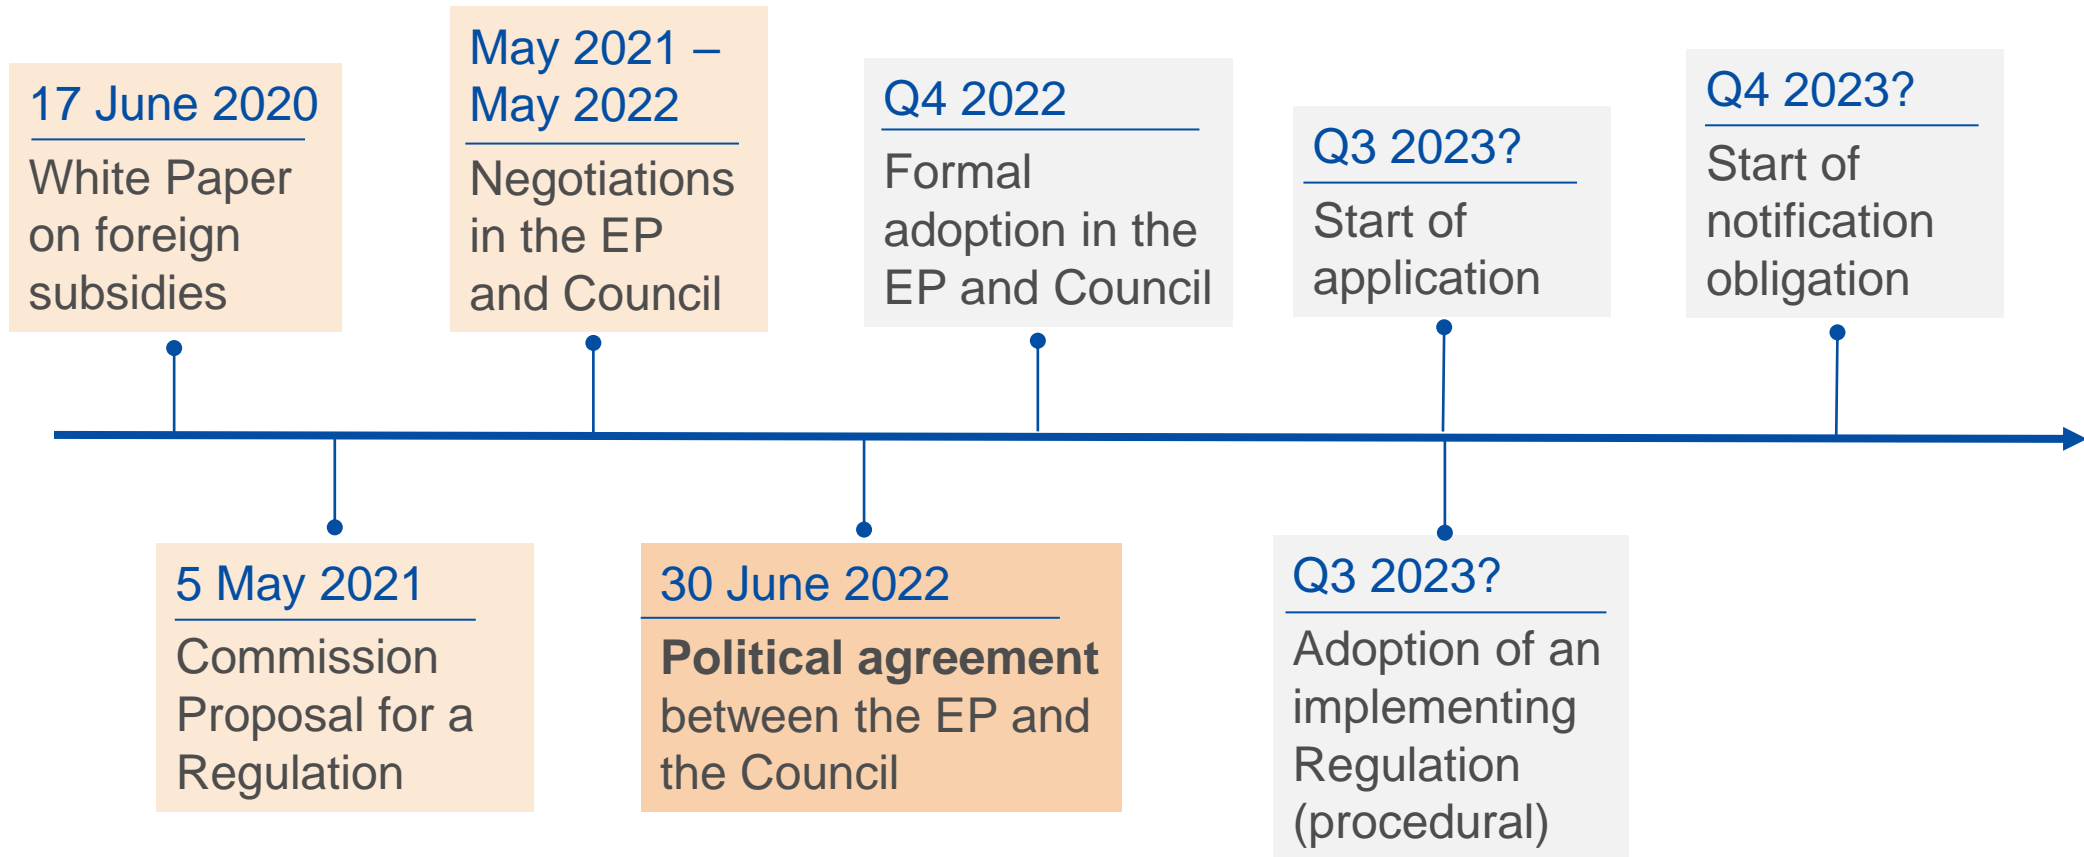 17 June 2020
White Paper
on foreign
subsidies
5 May 2021
Commission
Proposal for a
Regulation
May 2021 –
May 2022
Negotiations
in the EP
and Council
30 June 2022
Political agreement
between the EP and
the Council
Q4 2022
Formal
adoption in the
EP and Council
Q3 2023?
Start of
application
Q3 2023?
Adoption of an
implementing
Regulation
(procedural)
Q4 2023?
Start of
notification
obligation